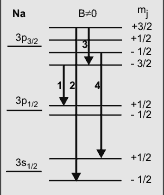 Na B≠0 mj
+3/2
3p3/2 +1/2
3 - 1/2
- 3/2
1 2 4
3p1/2 +1/2
- 1/2
3s1/2 +1/2
- 1/2